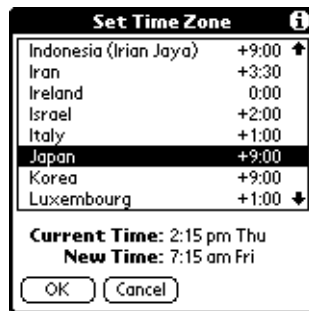 Set Time Zone
Indonesia (Irian Jaya) +9:00
Iran +3:30
Ireland 0:00
Israel +2:00
Italy +1:00
Japan +9:00
Korea +9:00
Luxembourg +1:00
Current Time: 2:15 pm Thu
New Time: 7:15 am Fri
OK Cancel